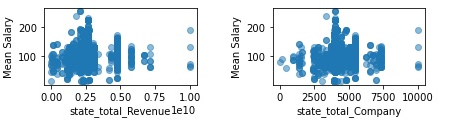 Mean Salary
200
100
0.00 0.25 0.50 0.75 1.00
1e10
state_total_Revenue
Mean Salary
200
100
0 2500 5000 7500 10000
state_total_Company